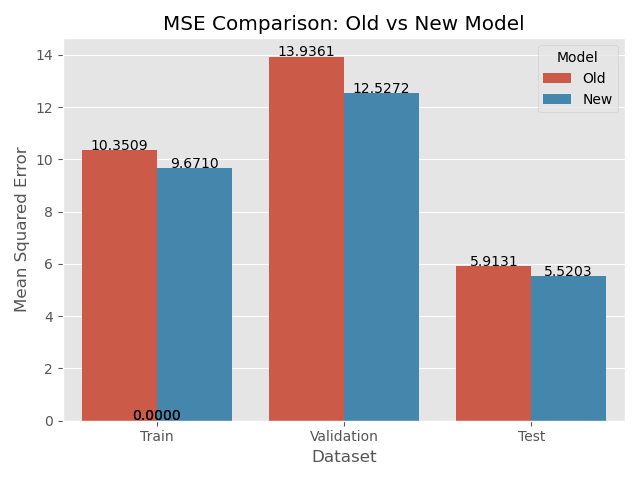 MSE Comparison: Old vs New Model
Mean Squared Error
14
12
10
8
6
4
2
0
13.9361
12.5272
10.3509
9.6710
5.9131
5.5203
0.0000
Model
Old
New
Train
Validation
Test
Dataset